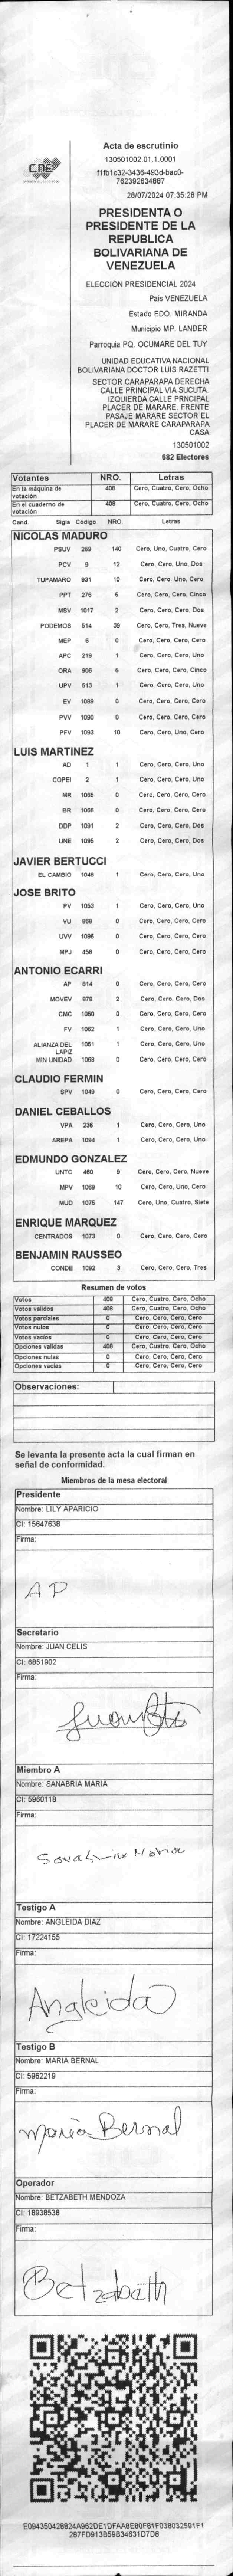 CNE
Acta de escrutinio
130501002.01.1.0001
f1fb1c32-3436-493d-bac0-
762392634887
28/07/2024 07:35:28 PM
PRESIDENTA O
PRESIDENTE DE LA
REPUBLICA
BOLIVARIANA DE
VENEZUELA
ELECCIÓN PRESIDENCIAL 2024
Pais VENEZUELA
Estado EDO. MIRANDA
Municipio MP. LANDER
Parroquia PQ. OCUMARE DEL TUY
UNIDAD EDUCATIVA NACIONAL
BOLIVARIANA DOCTOR LUIS RAZETTI
SECTOR CARAPARAPA DERECHA
CALLE PRINCIPAL VIA SUCUTA.
IZQUIERDA CALLE PRNCIPAL
PLACER DE MARARE. FRENTE
PASAJE MARARE SECTOR EL
PLACER DE MARARE CARAPARAPA
CASA
130501002
682 Electores
Votantes NRO. Letras
En la máquina de votación 408 Cero, Cuatro, Cero, Ocho
En el cuaderno de votación 408 Cero, Cuatro, Cero, Ocho
Cand. Sigla Código NRO. Letras
NICOLAS MADURO
PSUV 269 140 Cero, Uno, Cuatro, Cero
PCV 9 12 Cero, Cero, Uno, Dos
TUPAMARO 931 10 Cero, Cero, Uno, Cero
PPT 276 5 Cero, Cero, Cero, Cinco
MSV 1017 2 Cero, Cero, Cero, Dos
PODEMOS 514 39 Cero, Cero, Tres, Nueve
MEP 6 0 Cero, Cero, Cero, Cero
APC 219 1 Cero, Cero, Cero, Uno
ORA 906 5 Cero, Cero, Cero, Cinco
UPV 513 1 Cero, Cero, Cero, Uno
EV 1089 0 Cero, Cero, Cero, Cero
PVV 1090 0 Cero, Cero, Cero, Cero
PFV 1093 10 Cero, Cero, Uno, Cero
LUIS MARTINEZ
AD 1 1 Cero, Cero, Cero, Uno
COPEI 2 1 Cero, Cero, Cero, Uno
MR 1065 0 Cero, Cero, Cero, Cero
BR 1066 0 Cero, Cero, Cero, Cero
DDP 1091 2 Cero, Cero, Cero, Dos
UNE 1095 2 Cero, Cero, Cero, Dos
JAVIER BERTUCCI
EL CAMBIO 1048 1 Cero, Cero, Cero, Uno
JOSE BRITO
PV 1053 1 Cero, Cero, Cero, Uno
VU 868 0 Cero, Cero, Cero, Cero
UVV 1096 0 Cero, Cero, Cero, Cero
MPJ 458 0 Cero, Cero, Cero, Cero
ANTONIO ECARRI
AP 814 0 Cero, Cero, Cero, Cero
MOVEV 876 2 Cero, Cero, Cero, Dos
CMC 1050 0 Cero, Cero, Cero, Cero
FV 1062 1 Cero, Cero, Cero, Uno
ALIANZA DEL LAPIZ 1051 1 Cero, Cero, Cero, Uno
MIN UNIDAD 1058 0 Cero, Cero, Cero, Cero
CLAUDIO FERMIN
SPV 1049 0 Cero, Cero, Cero, Cero
DANIEL CEBALLOS
VPA 236 1 Cero, Cero, Cero, Uno
AREPA 1094 1 Cero, Cero, Cero, Uno
EDMUNDO GONZALEZ
UNTC 460 9 Cero, Cero, Cero, Nueve
MPV 1069 10 Cero, Cero, Uno, Cero
MUD 1075 147 Cero, Uno, Cuatro, Siete
ENRIQUE MARQUEZ
CENTRADOS 1073 0 Cero, Cero, Cero, Cero
BENJAMIN RAUSSEO
CONDE 1092 3 Cero, Cero, Cero, Tres
Resumen de votos
Votos 408 Cero, Cuatro, Cero, Ocho
Votos validos 408 Cero, Cuatro, Cero, Ocho
Votos parciales 0 Cero, Cero, Cero, Cero
Votos nulos 0 Cero, Cero, Cero, Cero
Votos vacios 0 Cero, Cero, Cero, Cero
Opciones validas 408 Cero, Cuatro, Cero, Ocho
Opciones nulas 0 Cero, Cero, Cero, Cero
Opciones vacias 0 Cero, Cero, Cero, Cero
Observaciones:
Se levanta la presente acta la cual firman en
señal de conformidad.
Miembros de la mesa electoral
Presidente
Nombre: LILY APARICIO
CI: 15647638
Firma:
AP
Secretario
Nombre: JUAN CELIS
CI: 6851902
Firma:
Miembro A
Nombre: SANABRIA MARIA
CI: 5960118
Firma:
Sanabria Maria
Testigo A
Nombre: ANGLEIDA DIAZ
CI: 17224155
Firma:
Angleida
Testigo B
Nombre: MARIA BERNAL
CI: 5962219
Firma:
Maria Bernal
Operador
Nombre: BETZABETH MENDOZA
CI: 18938538
Firma:
Betzabeth
E094350428824A962DE1DFAA8E80F81F038032591F1
287FD913B59B34631D7D8